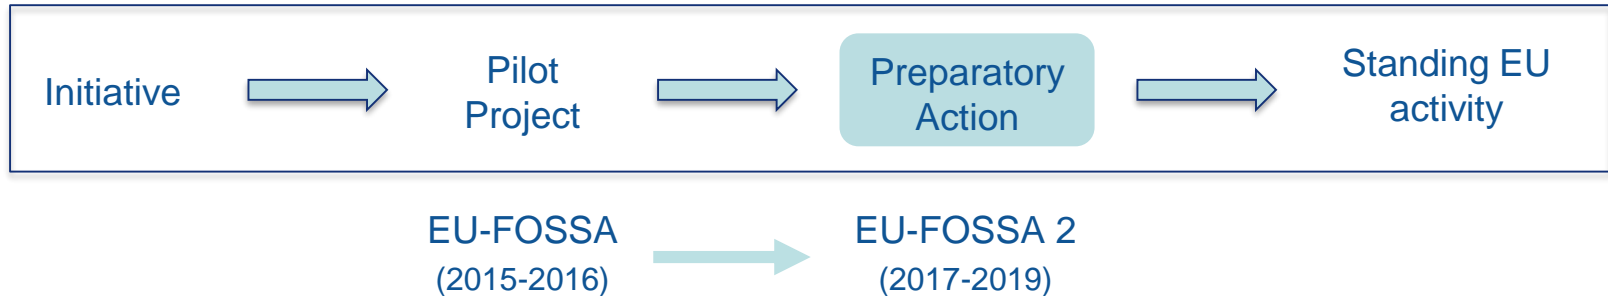 Initiative
Pilot
Project
Preparatory
Action
Standing EU
activity
EU-FOSSA
(2015-2016)
EU-FOSSA 2
(2017-2019)